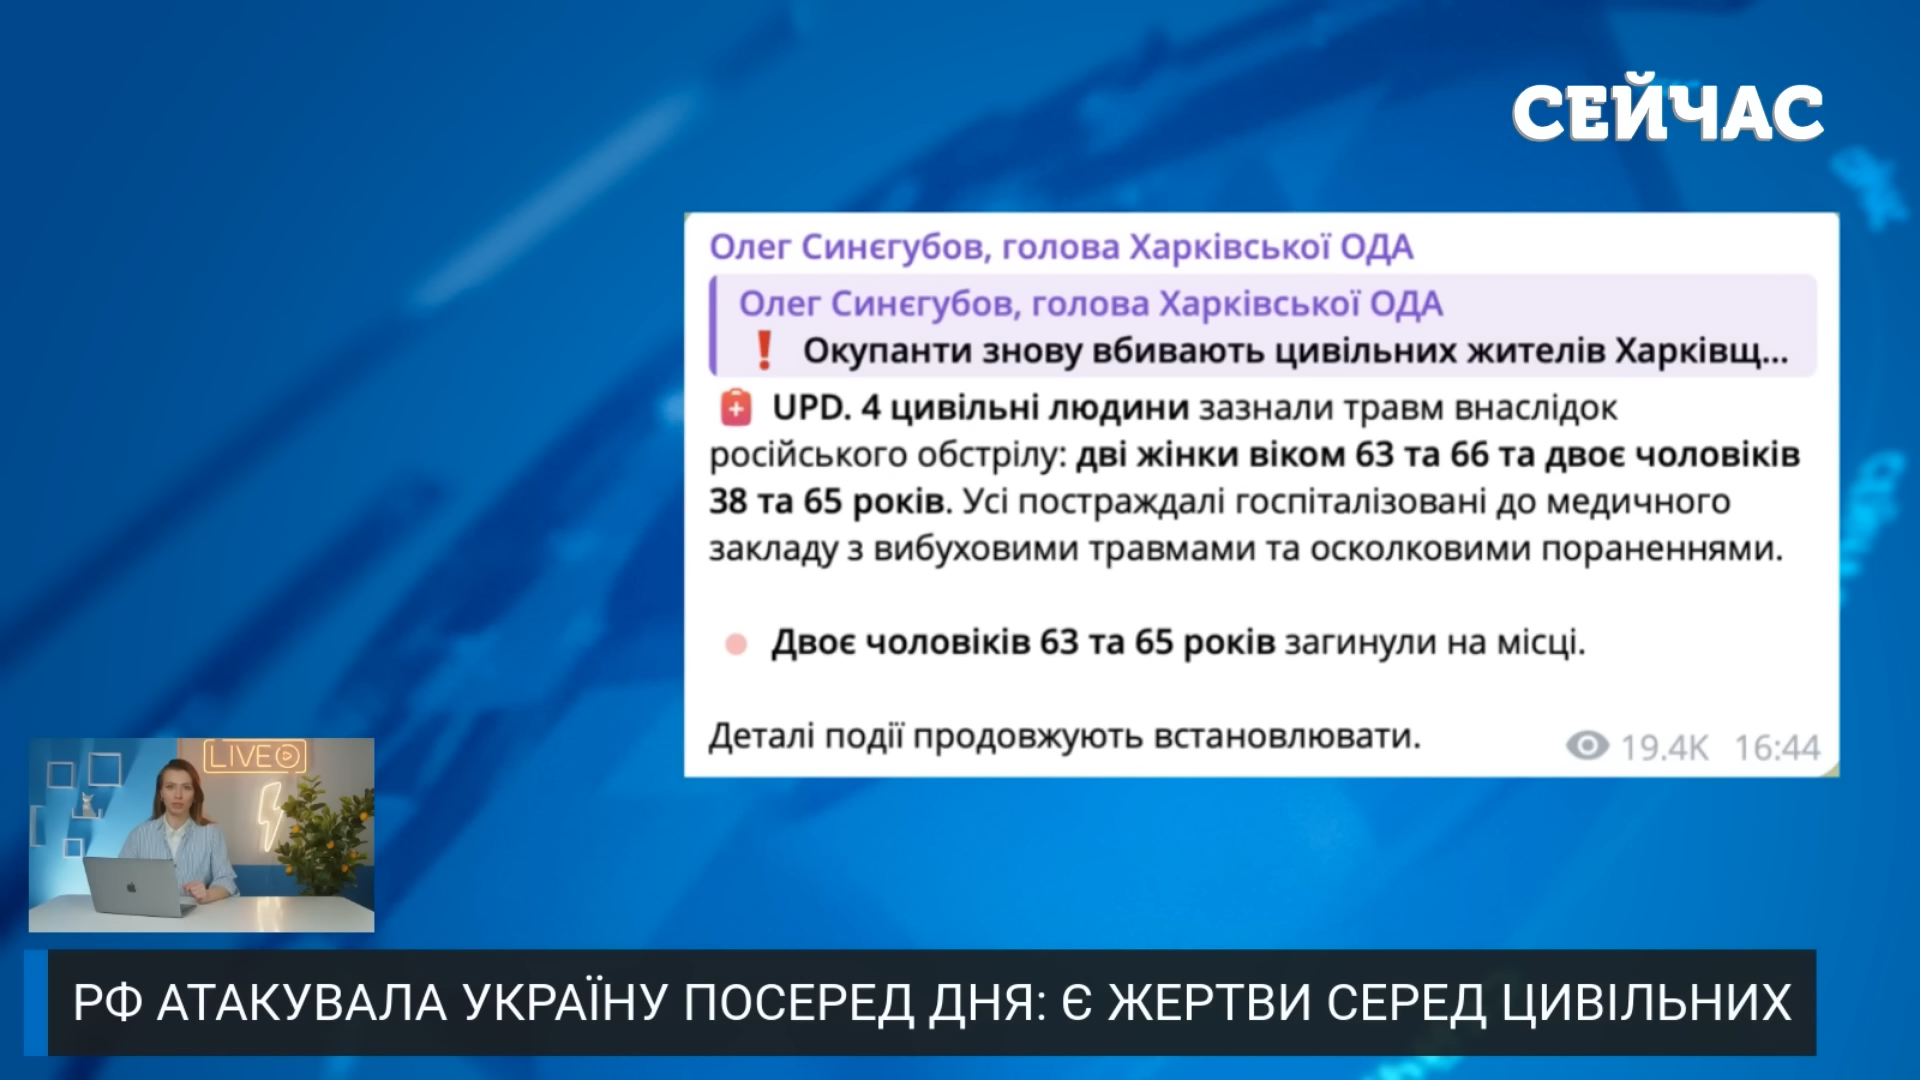 СЕЙЧАС
Олег Синєгубов, голова Харківської ОДА
Олег Синєгубов, голова Харківської ОДА
❗ Окупанти знову вбивають цивільних жителів Харківщ...
UPD. 4 цивільні людини зазнали травм внаслідок
російського обстрілу: дві жінки віком 63 та 66 та двоє чоловіків
38 та 65 років. Усі постраждалі госпіталізовані до медичного
закладу з вибуховими травмами та осколковими пораненнями.
Двоє чоловіків 63 та 65 років загинули на місці.
Деталі події продовжують встановлювати.
19.4K 16:44
LIVE
РФ АТАКУВАЛА УКРАЇНУ ПОСЕРЕД ДНЯ: Є ЖЕРТВИ СЕРЕД ЦИВІЛЬНИХ